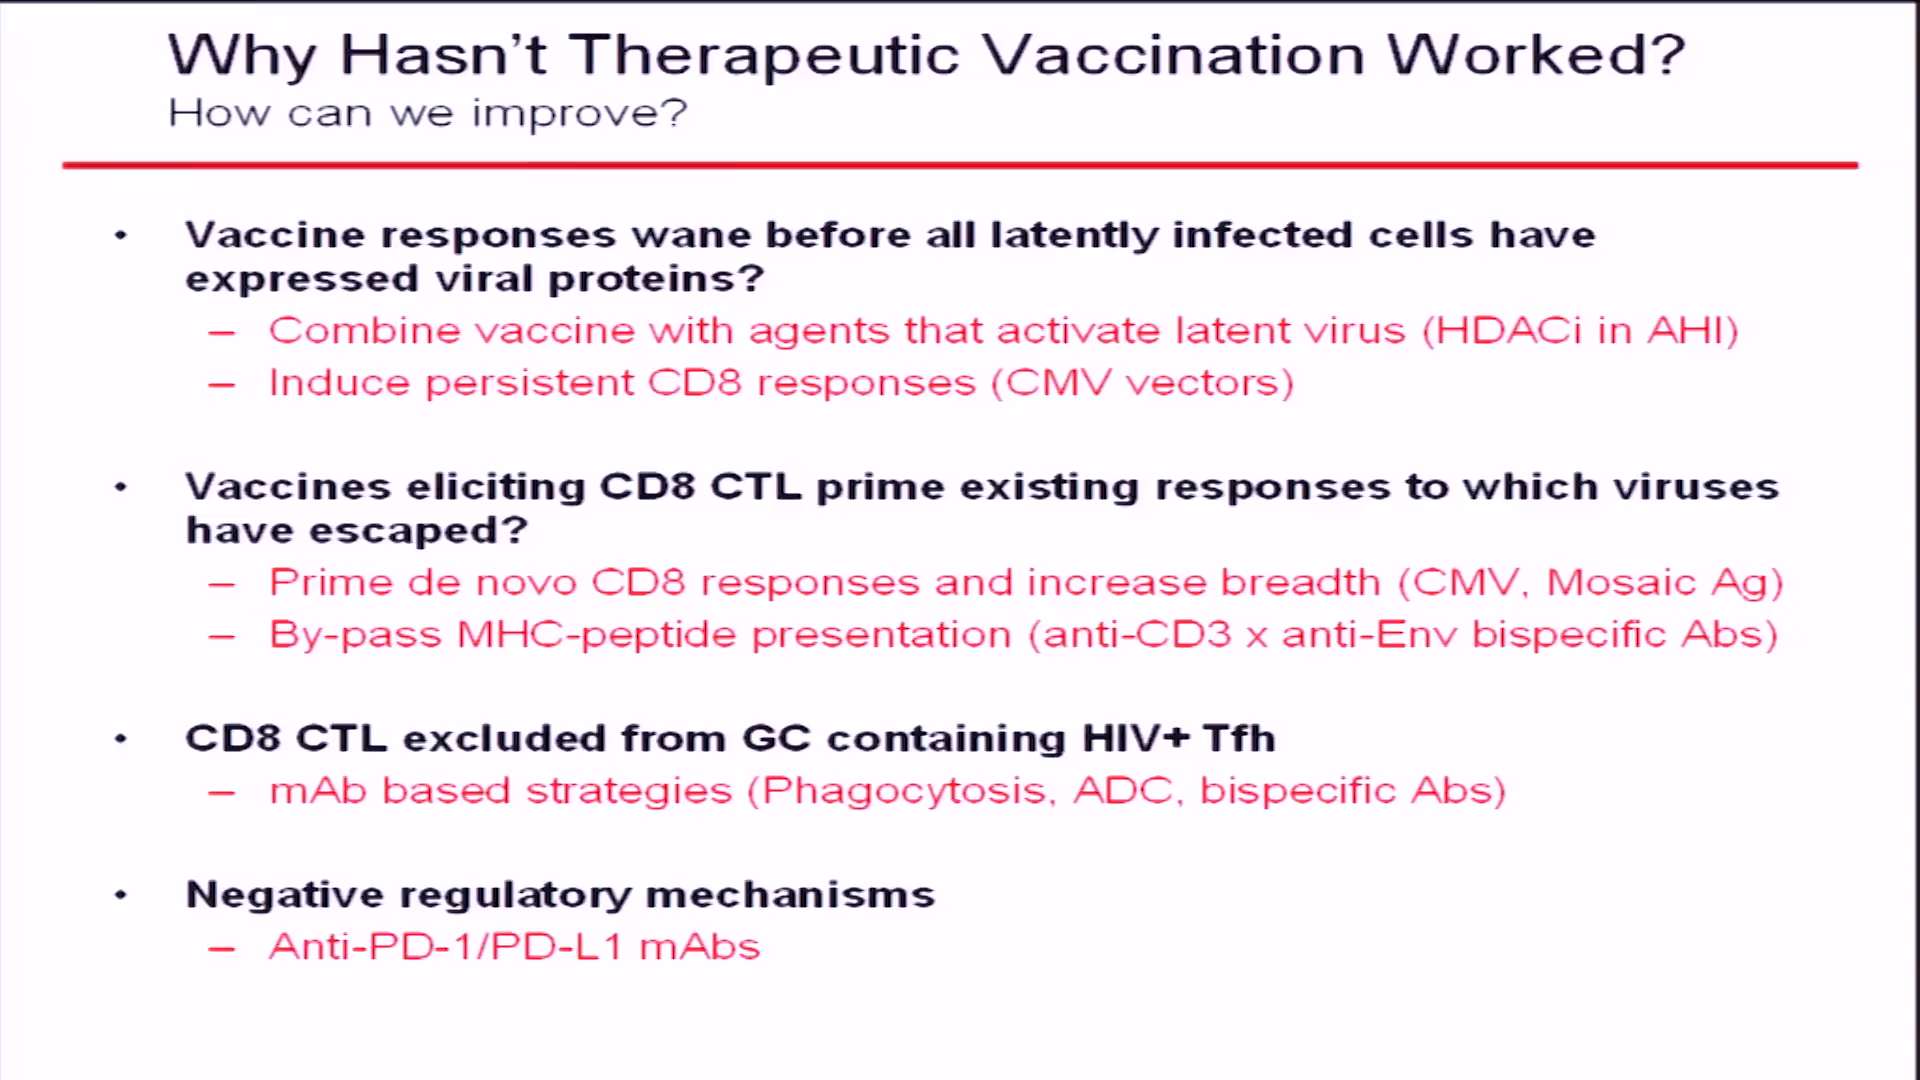 Why Hasn’t Therapeutic Vaccination Worked?
How can we improve?
• Vaccine responses wane before all latently infected cells have
expressed viral proteins?
– Combine vaccine with agents that activate latent virus (HDACi in AHI)
– Induce persistent CD8 responses (CMV vectors)
• Vaccines eliciting CD8 CTL prime existing responses to which viruses
have escaped?
– Prime de novo CD8 responses and increase breadth (CMV, Mosaic Ag)
– By-pass MHC-peptide presentation (anti-CD3 x anti-Env bispecific Abs)
• CD8 CTL excluded from GC containing HIV+ Tfh
– mAb based strategies (Phagocytosis, ADC, bispecific Abs)
• Negative regulatory mechanisms
– Anti-PD-1/PD-L1 mAbs